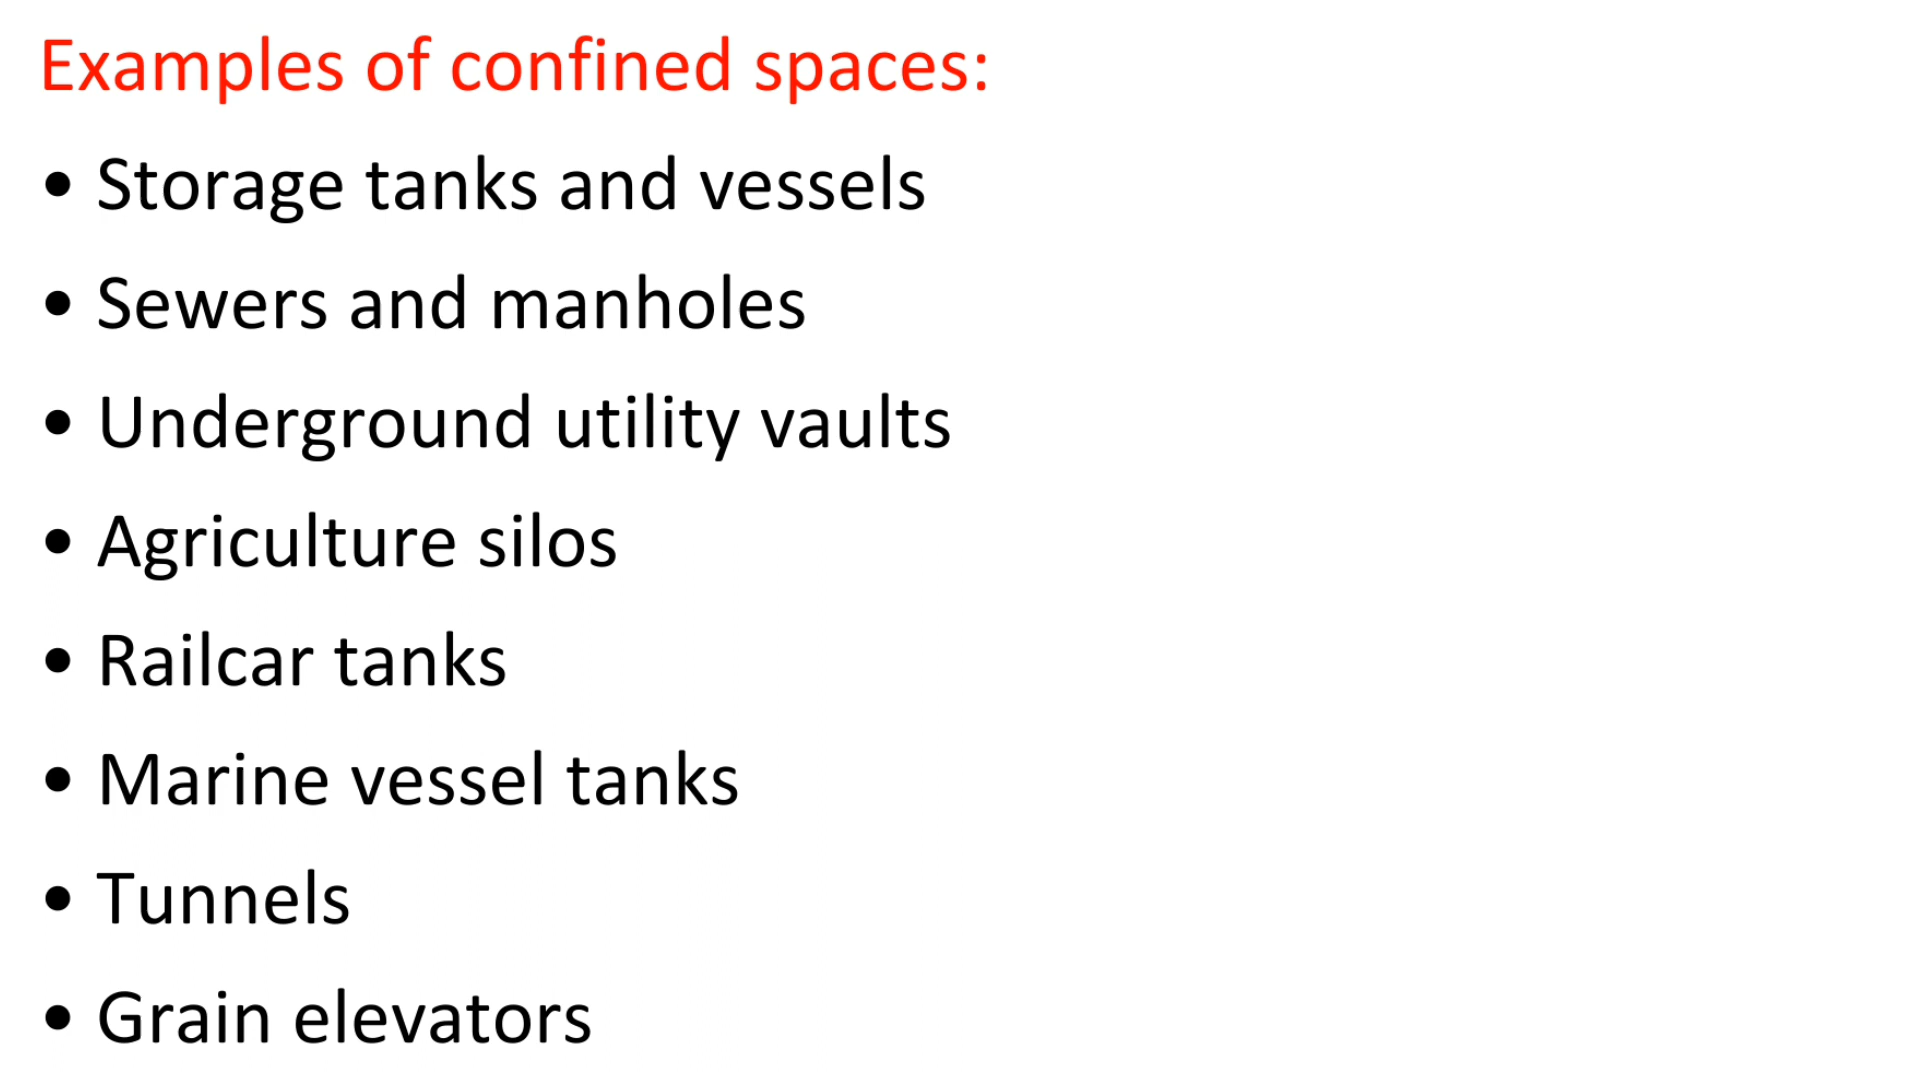 Examples of confined spaces:
• Storage tanks and vessels
• Sewers and manholes
• Underground utility vaults
• Agriculture silos
• Railcar tanks
• Marine vessel tanks
• Tunnels
• Grain elevators